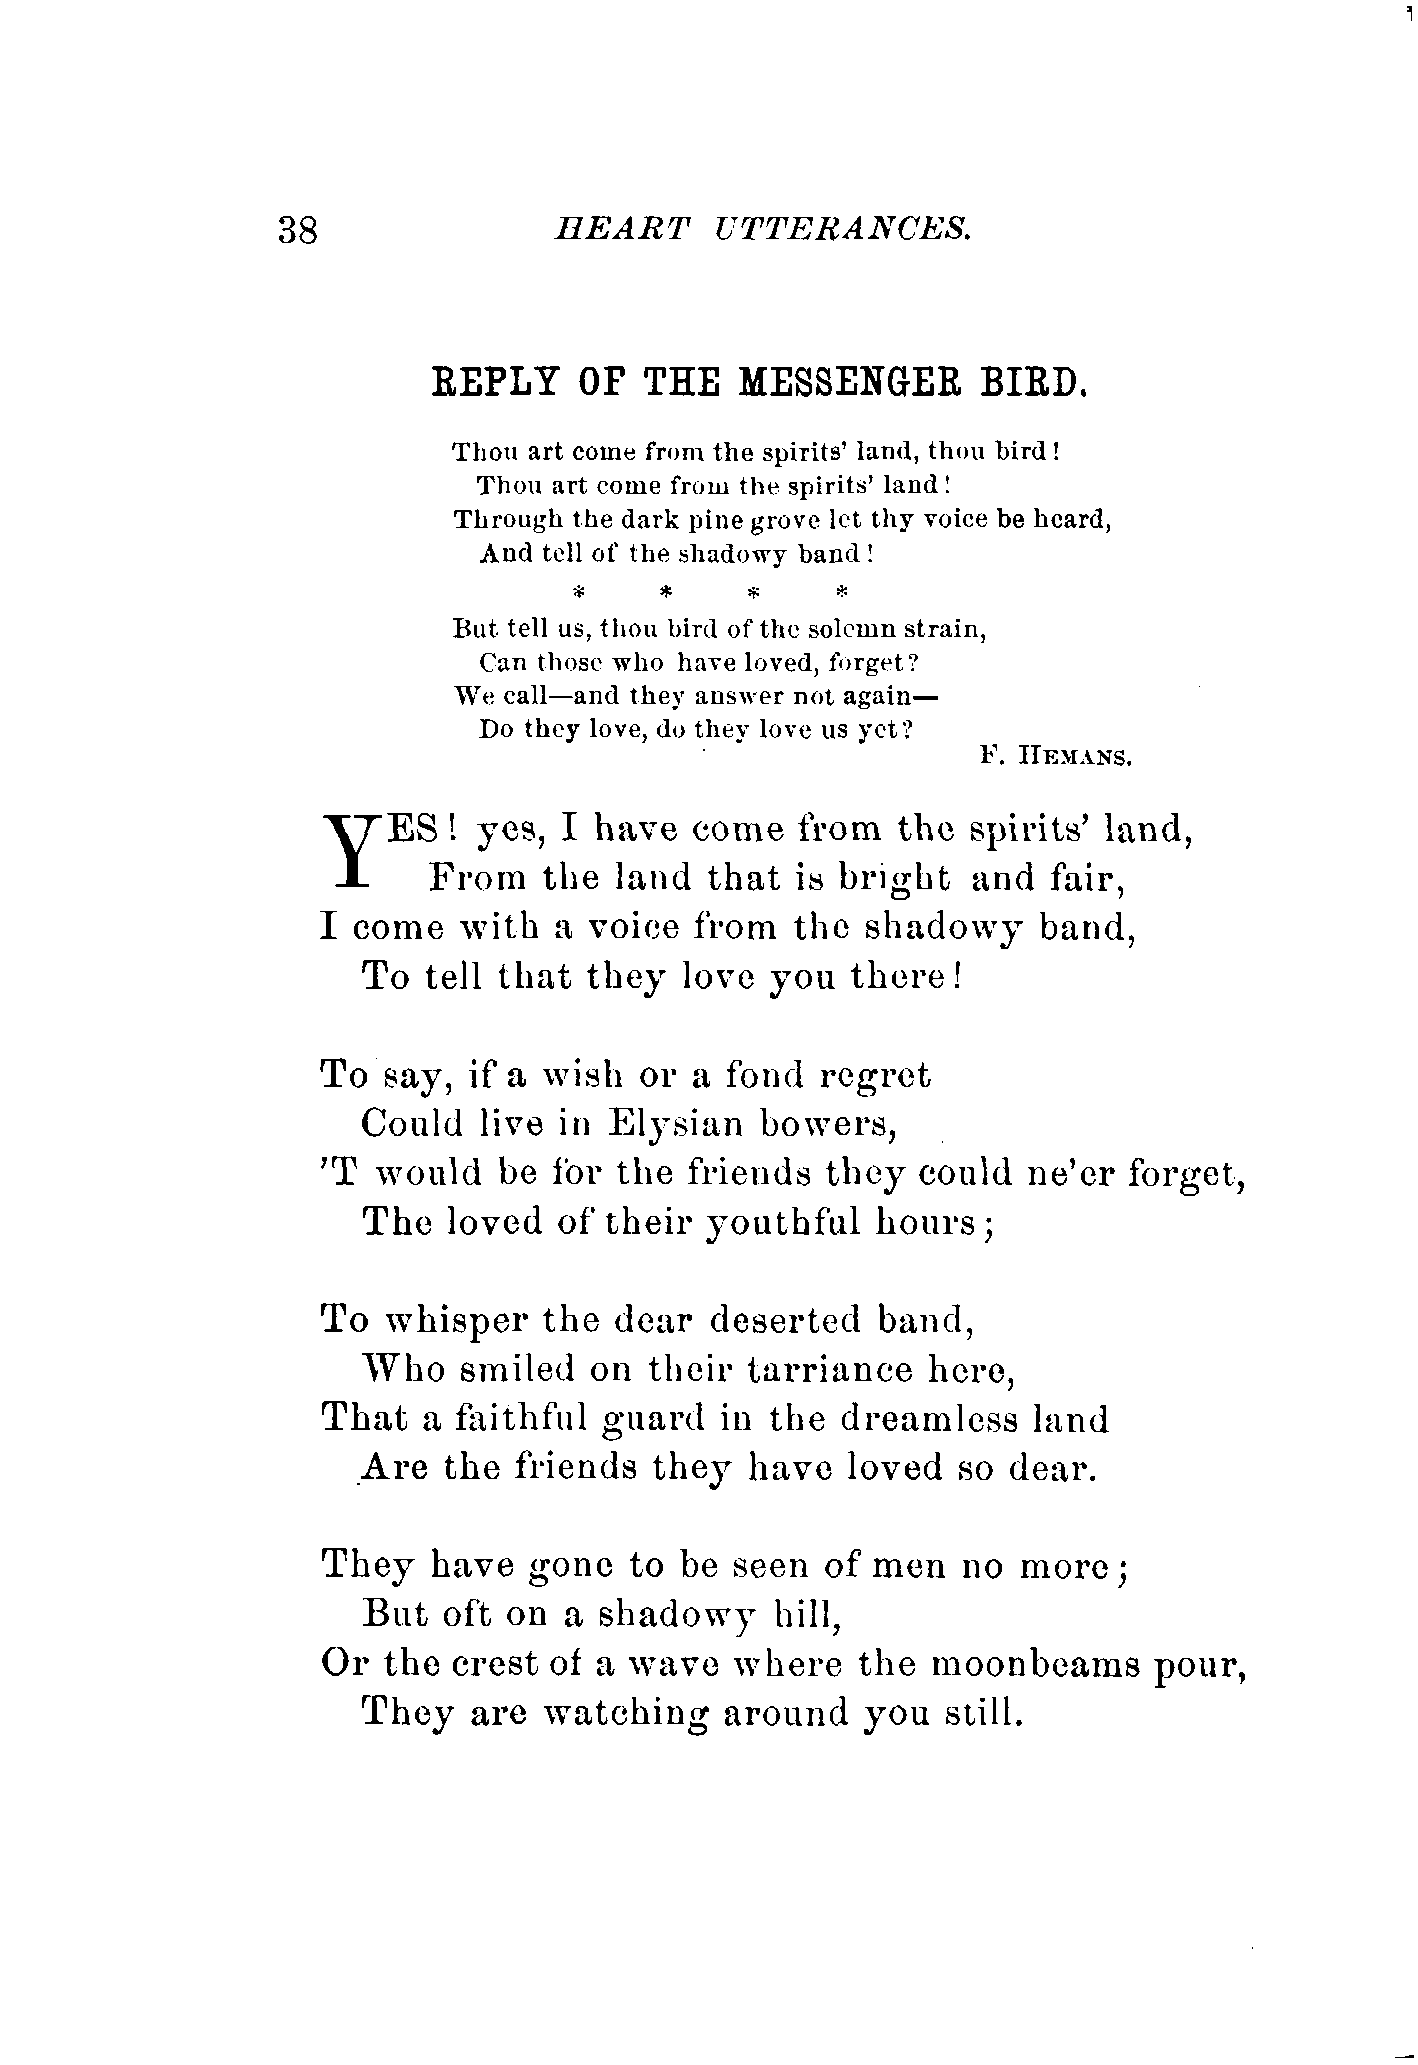 38 HEART UTTERANCES.
REPLY OF THE MESSENGER BIRD.
Thou art come from the spirits' land, thou bird!
Thou art come from the spirits' land!
Through the dark pine grove let thy voice be heard,
And tell of the shadowy band!
* * * *
But tell us, thou bird of the solemn strain,
Can those who have loved, forget?
We call—and they answer not again—
Do they love, do they love us yet?
F. HEMANS.
YES! yes, I have come from the spirits' land,
From the land that is bright and fair,
I come with a voice from the shadowy band,
To tell that they love you there!
To say, if a wish or a fond regret
Could live in Elysian bowers,
'T would be for the friends they could ne'er forget,
The loved of their youthful hours;
To whisper the dear deserted band,
Who smiled on their tarriance here,
That a faithful guard in the dreamless land
Are the friends they have loved so dear.
They have gone to be seen of men no more;
But oft on a shadowy hill,
Or the crest of a wave where the moonbeams pour,
They are watching around you still.